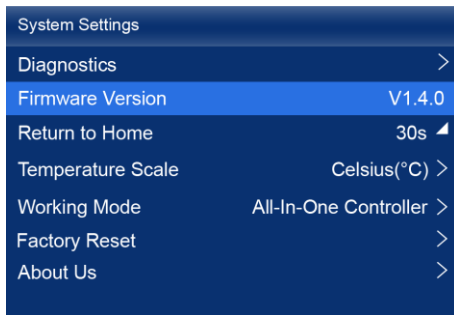 System Settings
Diagnostics >
Firmware Version V1.4.0
Return to Home 30s
Temperature Scale Celsius(°C) >
Working Mode All-In-One Controller >
Factory Reset >
About Us >